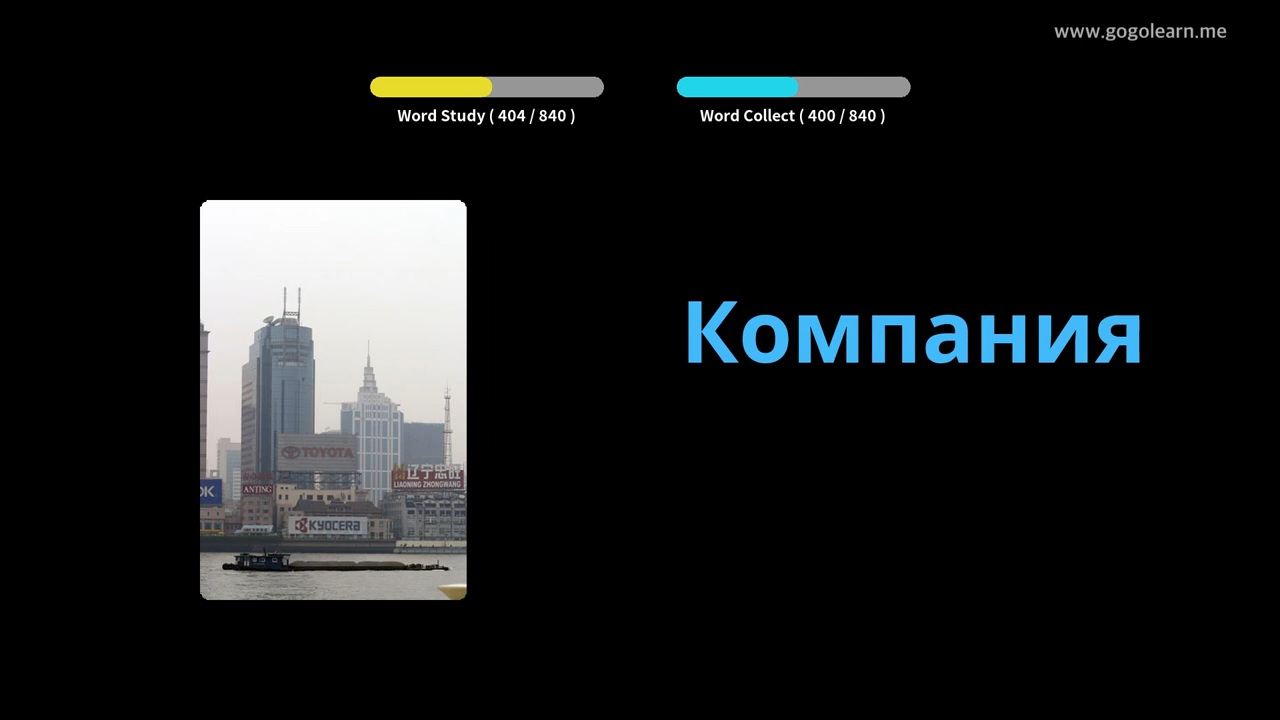 www.gogolearn.me
Word Study ( 404 / 840 )
Word Collect ( 400 / 840 )
Компания
TOYOTA
辽宁忠旺
LIAONING ZHONGWANG
ANTING
KYOCERA